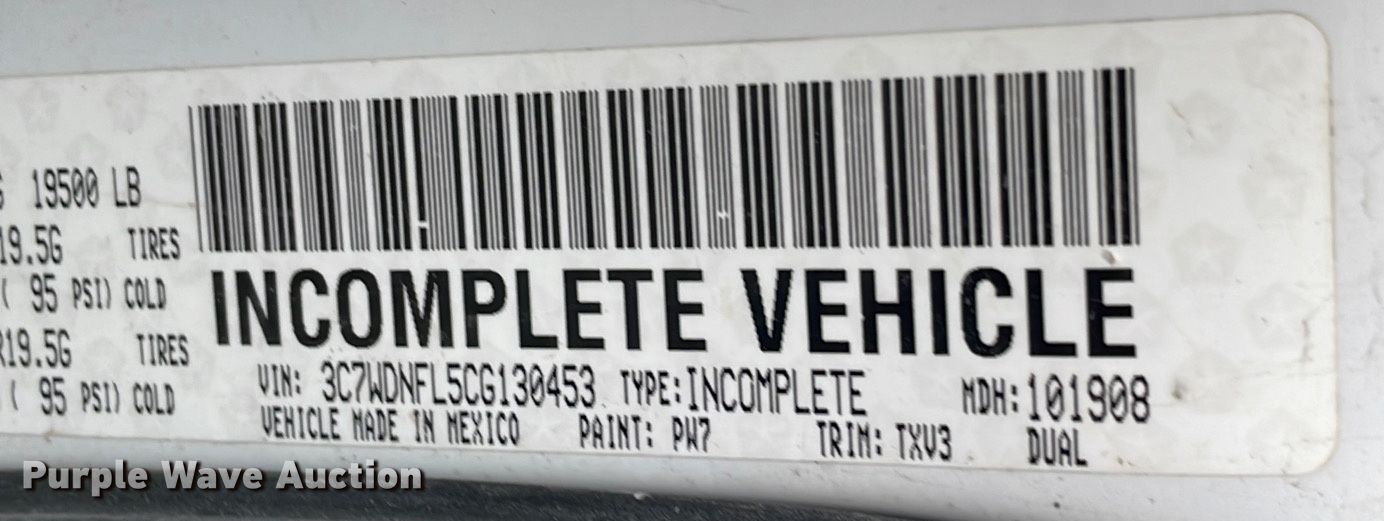 19500 LB
19.5G TIRES
( 95 PSI) COLD
R19.5G TIRES
( 95 PSI) COLD
INCOMPLETE VEHICLE
VIN: 3C7WDNFL5CG130453 TYPE: INCOMPLETE MDH: 101908
VEHICLE MADE IN MEXICO PAINT: PW7 TRIM: TXV3 DUAL
Purple Wave Auction